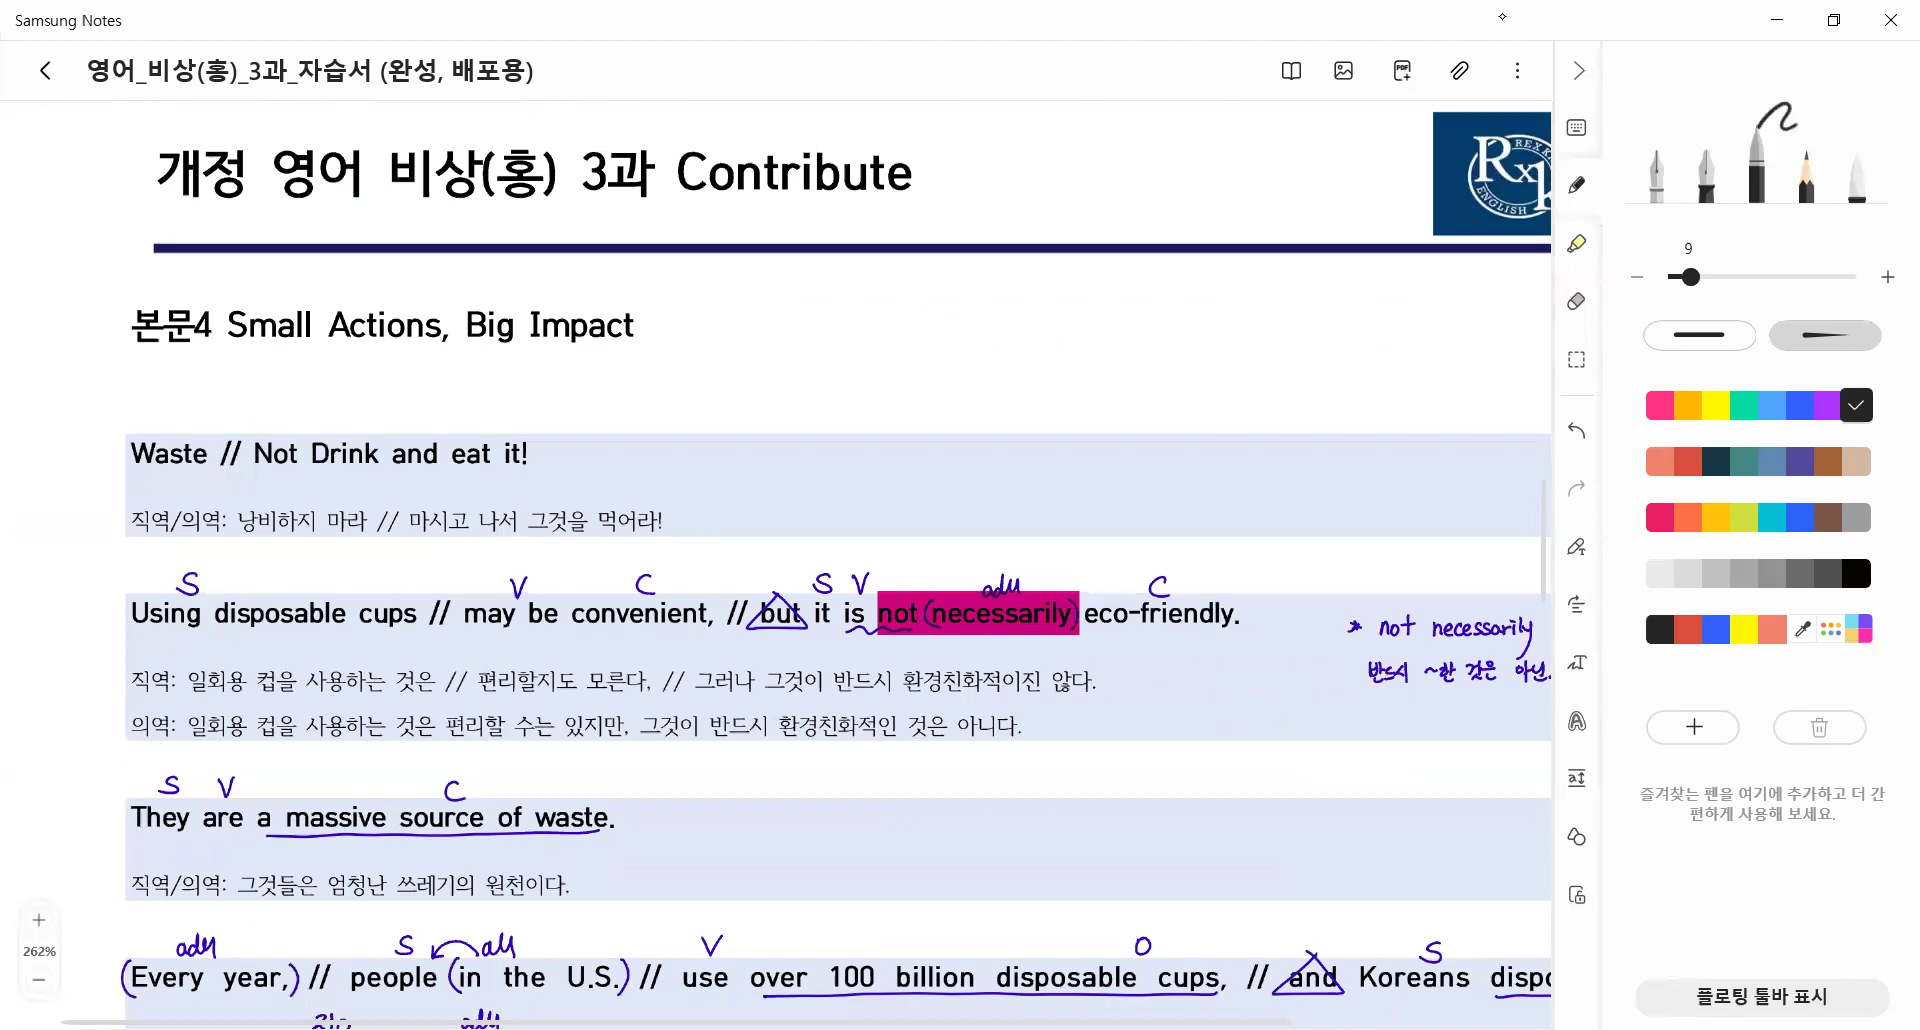 Samsung Notes
영어_비상(홍)_3과_자습서 (완성, 배포용)
개정 영어 비상(홍) 3과 Contribute
본문4 Small Actions, Big Impact
9
Waste // Not Drink and eat it!
직역/의역: 낭비하지 마라 // 마시고 나서 그것을 먹어라!
S V C S V adv C
Using disposable cups // may be convenient, // but it is not (necessarily) eco-friendly.
* not necessarily
반드시 ~한 것은 아닌.
직역: 일회용 컵을 사용하는 것은 // 편리할지도 모른다, // 그러나 그것이 반드시 환경친화적이진 않다.
의역: 일회용 컵을 사용하는 것은 편리할 수는 있지만, 그것이 반드시 환경친화적인 것은 아니다.
S V C
They are a massive source of waste.
직역/의역: 그것들은 엄청난 쓰레기의 원천이다.
adv S V O S
(Every year,) // people (in the U.S.) // use over 100 billion disposable cups, // and Koreans
즐겨찾는 펜을 여기에 추가하고 더 간
편하게 사용해 보세요.
262%
플로팅 툴바 표시